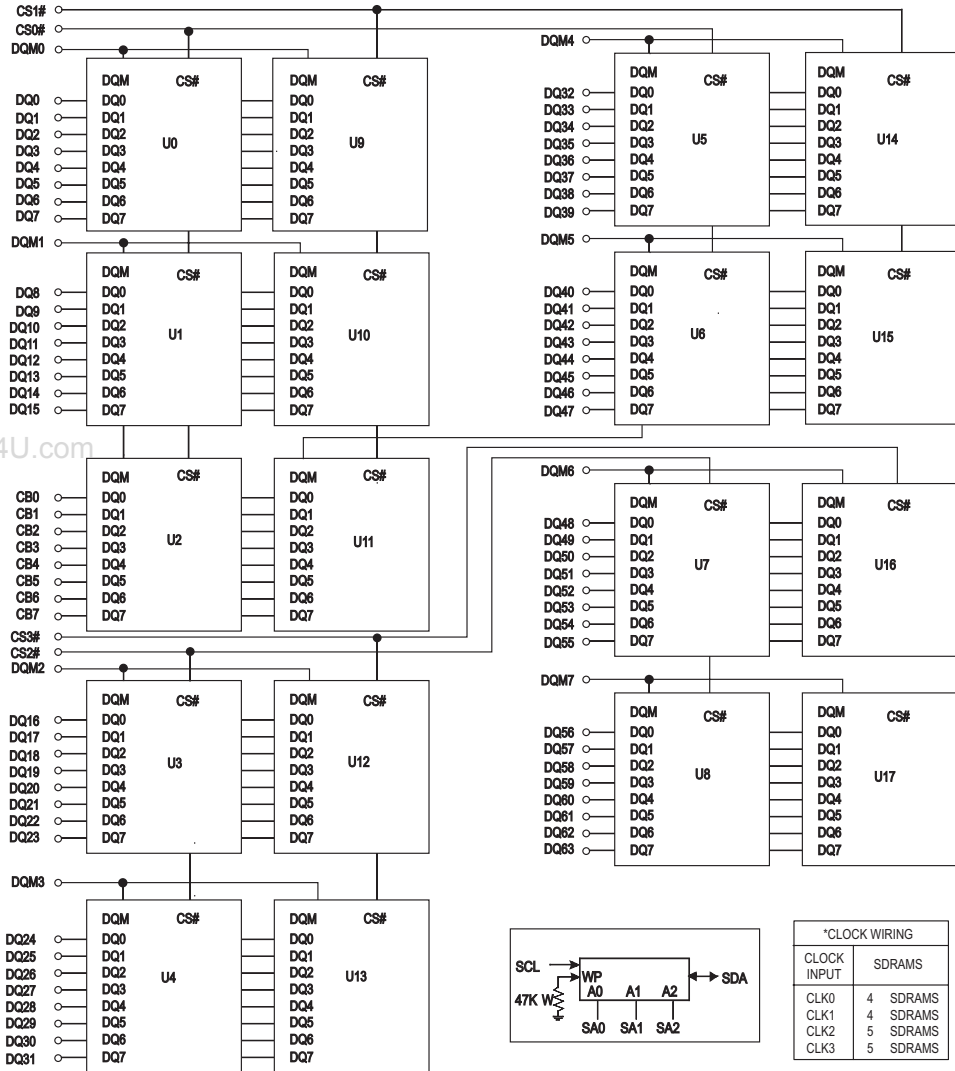 CS1#
CS0#
DQM0
DQM CS#
DQ0 DQ0
DQ1 DQ1
DQ2 DQ2
DQ3 DQ3
DQ4 DQ4
DQ5 DQ5
DQ6 DQ6
DQ7 DQ7
U0
DQM CS#
DQ0
DQ1
DQ2
DQ3
DQ4
DQ5
DQ6
DQ7
U9
DQM1
DQM CS#
DQ8 DQ0
DQ9 DQ1
DQ10 DQ2
DQ11 DQ3
DQ12 DQ4
DQ13 DQ5
DQ14 DQ6
DQ15 DQ7
U1
DQM CS#
DQ0
DQ1
DQ2
DQ3
DQ4
DQ5
DQ6
DQ7
U10
4U.com
DQM CS#
CB0 DQ0
CB1 DQ1
CB2 DQ2
CB3 DQ3
CB4 DQ4
CB5 DQ5
CB6 DQ6
CB7 DQ7
U2
DQM CS#
DQ0
DQ1
DQ2
DQ3
DQ4
DQ5
DQ6
DQ7
U11
CS3#
CS2#
DQM2
DQM CS#
DQ16 DQ0
DQ17 DQ1
DQ18 DQ2
DQ19 DQ3
DQ20 DQ4
DQ21 DQ5
DQ22 DQ6
DQ23 DQ7
U3
DQM CS#
DQ0
DQ1
DQ2
DQ3
DQ4
DQ5
DQ6
DQ7
U12
DQM3
DQM CS#
DQ24 DQ0
DQ25 DQ1
DQ26 DQ2
DQ27 DQ3
DQ28 DQ4
DQ29 DQ5
DQ30 DQ6
DQ31 DQ7
U4
DQM CS#
DQ0
DQ1
DQ2
DQ3
DQ4
DQ5
DQ6
DQ7
U13
DQM4
DQM CS#
DQ32 DQ0
DQ33 DQ1
DQ34 DQ2
DQ35 DQ3
DQ36 DQ4
DQ37 DQ5
DQ38 DQ6
DQ39 DQ7
U5
DQM CS#
DQ0
DQ1
DQ2
DQ3
DQ4
DQ5
DQ6
DQ7
U14
DQM5
DQM CS#
DQ40 DQ0
DQ41 DQ1
DQ42 DQ2
DQ43 DQ3
DQ44 DQ4
DQ45 DQ5
DQ46 DQ6
DQ47 DQ7
U6
DQM CS#
DQ0
DQ1
DQ2
DQ3
DQ4
DQ5
DQ6
DQ7
U15
DQM6
DQM CS#
DQ48 DQ0
DQ49 DQ1
DQ50 DQ2
DQ51 DQ3
DQ52 DQ4
DQ53 DQ5
DQ54 DQ6
DQ55 DQ7
U7
DQM CS#
DQ0
DQ1
DQ2
DQ3
DQ4
DQ5
DQ6
DQ7
U16
DQM7
DQM CS#
DQ56 DQ0
DQ57 DQ1
DQ58 DQ2
DQ59 DQ3
DQ60 DQ4
DQ61 DQ5
DQ62 DQ6
DQ63 DQ7
U8
DQM CS#
DQ0
DQ1
DQ2
DQ3
DQ4
DQ5
DQ6
DQ7
U17
SCL
WP
SDA
47K W
A0 A1 A2
SA0 SA1 SA2
*CLOCK WIRING
CLOCK INPUT SDRAMS
CLK0 4 SDRAMS
CLK1 4 SDRAMS
CLK2 5 SDRAMS
CLK3 5 SDRAMS